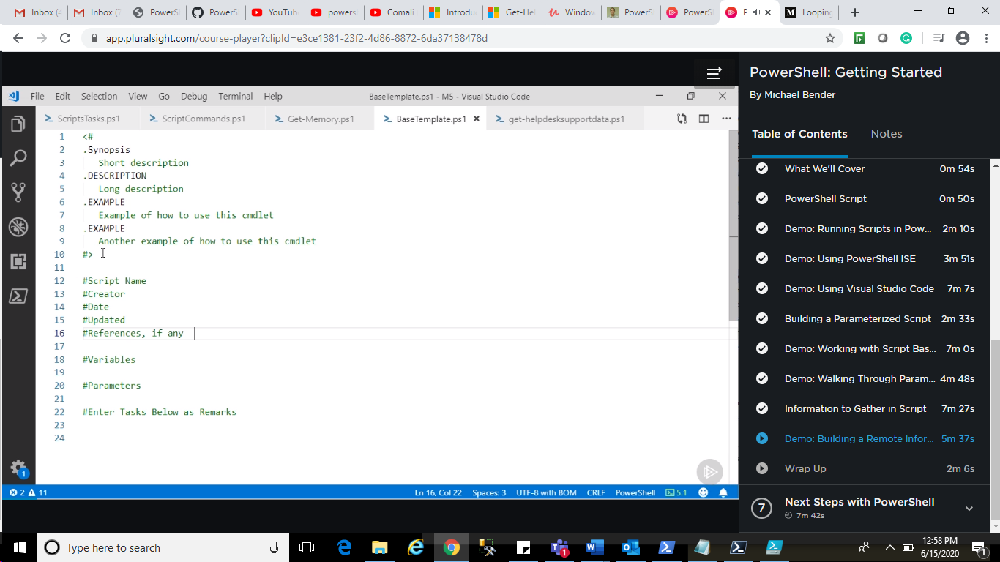 Inbox (4
Inbox (7
PowerS
PowerSh
YouTub
powersh
Comali
Introdu
Get-Hel
Window
PowerS
PowerS
P
Looping
app.pluralsight.com/course-player?clipId=e3ce1381-23f2-4d86-8872-6da37138478d
File Edit Selection View Go Debug Terminal Help
BaseTemplate.ps1 - M5 - Visual Studio Code
ScriptsTasks.ps1
ScriptCommands.ps1
Get-Memory.ps1
BaseTemplate.ps1
get-helpdesksupportdata.ps1
1 <#
2 .Synopsis
3 Short description
4 .DESCRIPTION
5 Long description
6 .EXAMPLE
7 Example of how to use this cmdlet
8 .EXAMPLE
9 Another example of how to use this cmdlet
10 #>
11
12 #Script Name
13 #Creator
14 #Date
15 #Updated
16 #References, if any
17
18 #Variables
19
20 #Parameters
21
22 #Enter Tasks Below as Remarks
23
24
1
2 11
Ln 16, Col 22 Spaces: 3 UTF-8 with BOM CRLF PowerShell 5.1
PowerShell: Getting Started
By Michael Bender
Table of Contents Notes
What We'll Cover 0m 54s
PowerShell Script 0m 50s
Demo: Running Scripts in Pow... 2m 10s
Demo: Using PowerShell ISE 3m 51s
Demo: Using Visual Studio Code 7m 7s
Building a Parameterized Script 2m 33s
Demo: Working with Script Bas... 7m 0s
Demo: Walking Through Param... 4m 48s
Information to Gather in Script 7m 27s
Demo: Building a Remote Infor... 5m 37s
Wrap Up 2m 6s
7 Next Steps with PowerShell
7m 42s
Type here to search
1
12:58 PM
6/15/2020
1